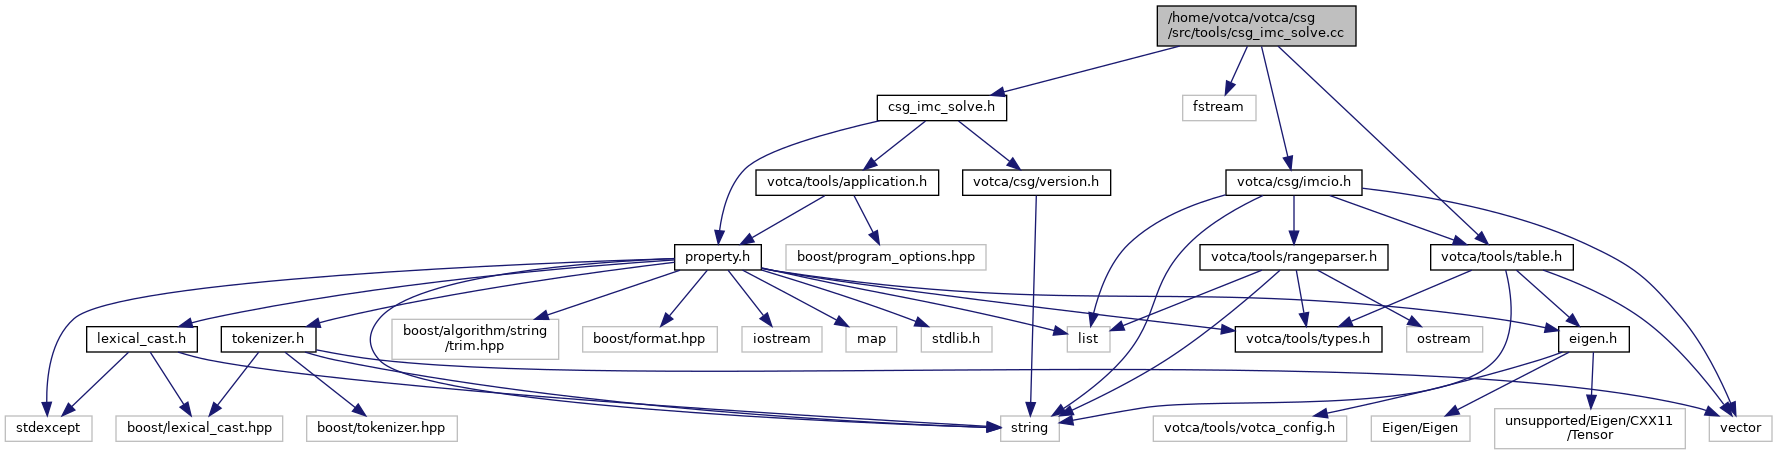 /home/votca/votca/csg
/src/tools/csg_imc_solve.cc
csg_imc_solve.h
fstream
votca/tools/application.h
votca/csg/version.h
votca/csg/imcio.h
property.h
boost/program_options.hpp
votca/tools/rangeparser.h
votca/tools/table.h
lexical_cast.h
tokenizer.h
boost/algorithm/string
/trim.hpp
boost/format.hpp
iostream
map
stdlib.h
list
votca/tools/types.h
ostream
eigen.h
stdexcept
boost/lexical_cast.hpp
boost/tokenizer.hpp
string
votca/tools/votca_config.h
Eigen/Eigen
unsupported/Eigen/CXX11
/Tensor
vector